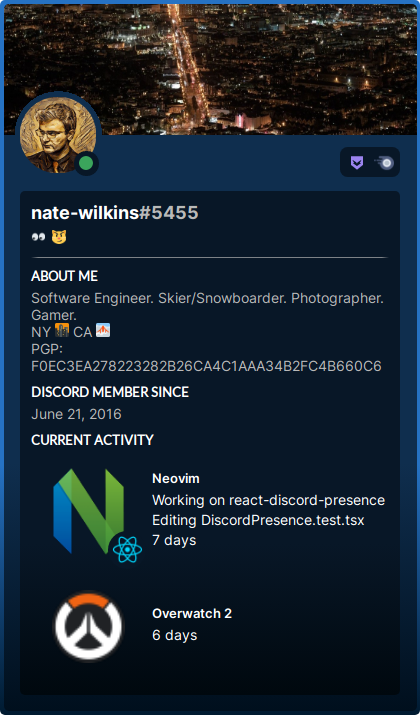 nate-wilkins#5455
👀 😼
ABOUT ME
Software Engineer. Skier/Snowboarder. Photographer.
Gamer.
NY 🌇 CA 🌁
PGP:
F0EC3EA278223282B26CA4C1AAA34B2FC4B660C6
DISCORD MEMBER SINCE
June 21, 2016
CURRENT ACTIVITY
Neovim
Working on react-discord-presence
Editing DiscordPresence.test.tsx
7 days
Overwatch 2
6 days